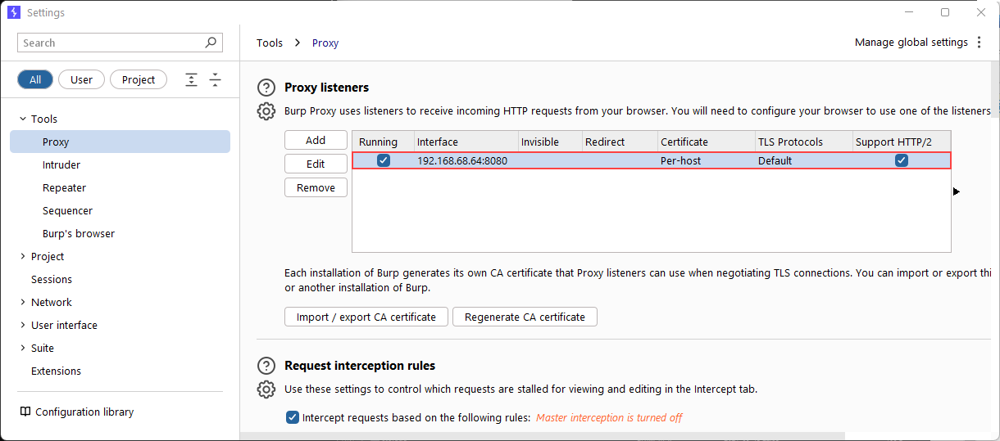 Settings
Search
Tools > Proxy
Manage global settings
All
User
Project
Tools
Proxy
Intruder
Repeater
Sequencer
Burp's browser
Project
Sessions
Network
User interface
Suite
Extensions
Configuration library
Proxy listeners
Burp Proxy uses listeners to receive incoming HTTP requests from your browser. You will need to configure your browser to use one of the listeners
Add
Edit
Remove
Running Interface Invisible Redirect Certificate TLS Protocols Support HTTP/2
192.168.68.64:8080 Per-host Default
Each installation of Burp generates its own CA certificate that Proxy listeners can use when negotiating TLS connections. You can import or export thi
or another installation of Burp.
Import / export CA certificate
Regenerate CA certificate
Request interception rules
Use these settings to control which requests are stalled for viewing and editing in the Intercept tab.
Intercept requests based on the following rules: Master interception is turned off